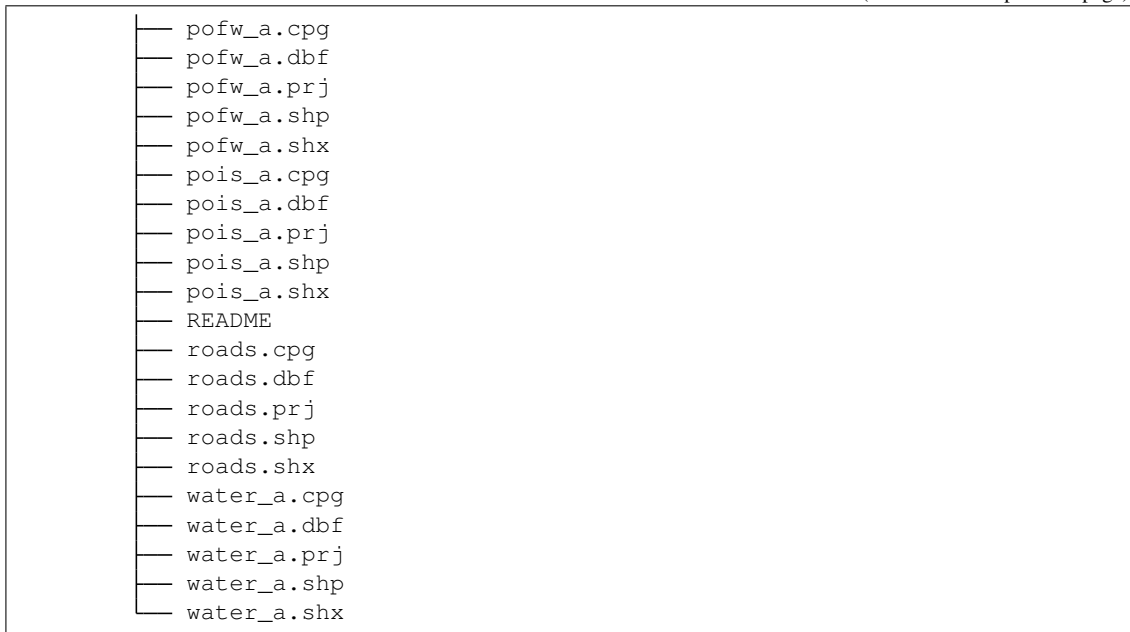 ├── pofw_a.cpg
├── pofw_a.dbf
├── pofw_a.prj
├── pofw_a.shp
├── pofw_a.shx
├── pois_a.cpg
├── pois_a.dbf
├── pois_a.prj
├── pois_a.shp
├── pois_a.shx
├── README
├── roads.cpg
├── roads.dbf
├── roads.prj
├── roads.shp
├── roads.shx
├── water_a.cpg
├── water_a.dbf
├── water_a.prj
├── water_a.shp
└── water_a.shx